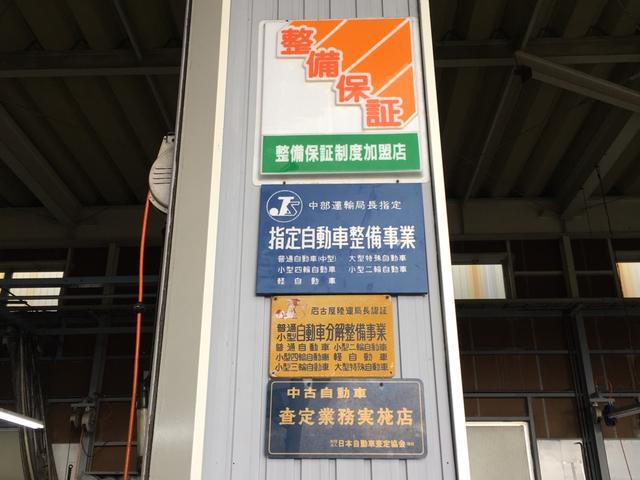 整備保証
整備保証制度加盟店
中部運輸局長指定
指定自動車整備事業
普通自動車(中型) 大型特殊自動車
小型四輪自動車 小型二輪自動車
軽自動車
名古屋陸運局長認証
普通
小型
自動車分解整備事業
普通自動車 小型二輪自動車
小型四輪自動車 軽自動車
小型三輪自動車 大型特殊自動車
中古自動車
査定業務実施店
日本自動車査定協会